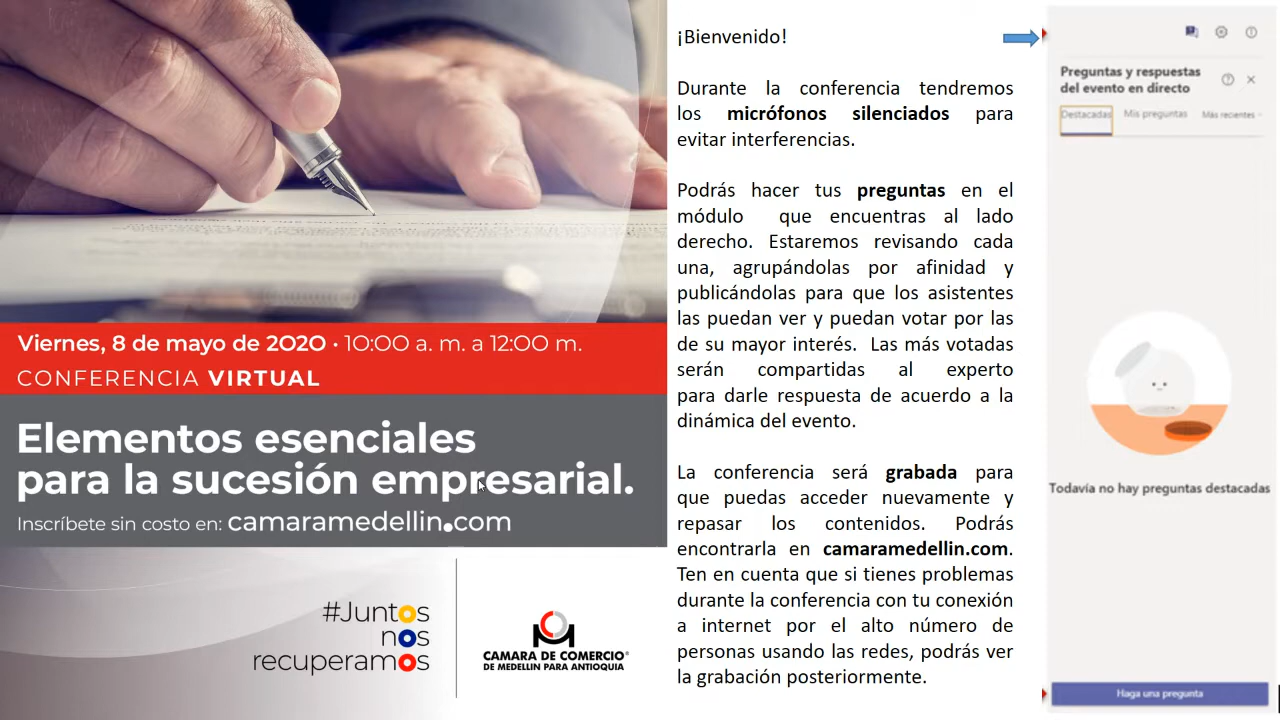 Viernes, 8 de mayo de 2020 • 10:00 a. m. a 12:00 m.
CONFERENCIA VIRTUAL
Elementos esenciales
para la sucesión empresarial.
Inscríbete sin costo en: camaramedellin.com
#Juntos
nos
recuperamos
CAMARA DE COMERCIO®
DE MEDELLIN PARA ANTIOQUIA
¡Bienvenido!
Durante la conferencia tendremos
los micrófonos silenciados para
evitar interferencias.
Podrás hacer tus preguntas en el
módulo que encuentras al lado
derecho. Estaremos revisando cada
una, agrupándolas por afinidad y
publicándolas para que los asistentes
las puedan ver y puedan votar por las
de su mayor interés. Las más votadas
serán compartidas al experto
para darle respuesta de acuerdo a la
dinámica del evento.
La conferencia será grabada para
que puedas acceder nuevamente y
repasar los contenidos. Podrás
encontrarla en camaramedellin.com.
Ten en cuenta que si tienes problemas
durante la conferencia con tu conexión
a internet por el alto número de
personas usando las redes, podrás ver
la grabación posteriormente.
Preguntas y respuestas
del evento en directo
Destacadas Mis preguntas Más recientes
Todavía no hay preguntas destacadas
Haga una pregunta